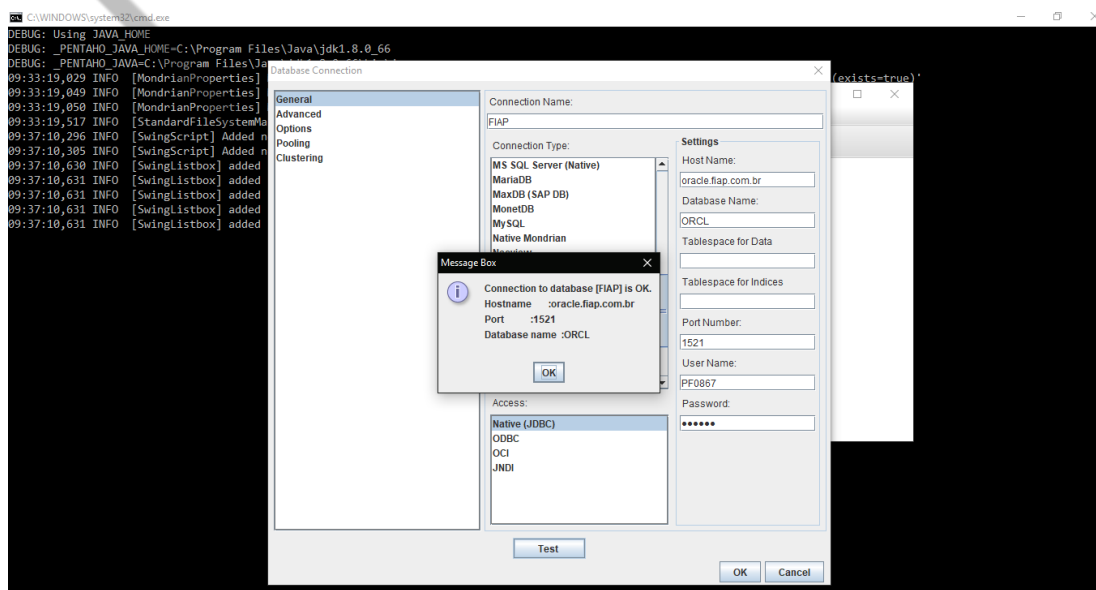 C:\WINDOWS\system32\cmd.exe
DEBUG: Using JAVA_HOME
DEBUG: _PENTAHO_JAVA_HOME=C:\Program Files\Java\jdk1.8.0_66
DEBUG: _PENTAHO_JAVA=C:\Program Files\Ja
09:33:19,029 INFO [MondrianProperties] (exists=true)'
09:33:19,049 INFO [MondrianProperties]
09:33:19,050 INFO [MondrianProperties]
09:33:19,517 INFO [StandardFileSystemMa
09:37:10,296 INFO [SwingScript] Added n
09:37:10,305 INFO [SwingScript] Added n
09:37:10,630 INFO [SwingListbox] added
09:37:10,631 INFO [SwingListbox] added
09:37:10,631 INFO [SwingListbox] added
09:37:10,631 INFO [SwingListbox] added
Database Connection
General
Advanced
Options
Pooling
Clustering
Connection Name:
FIAP
Connection Type:
MS SQL Server (Native)
MariaDB
MaxDB (SAP DB)
MonetDB
MySQL
Native Mondrian
Access:
Native (JDBC)
ODBC
OCI
JNDI
Settings
Host Name:
oracle.fiap.com.br
Database Name:
ORCL
Tablespace for Data
Tablespace for Indices
Port Number:
1521
User Name:
PF0867
Password:
••••••
Message Box
Connection to database [FIAP] is OK.
Hostname :oracle.fiap.com.br
Port :1521
Database name :ORCL
OK
Test
OK Cancel